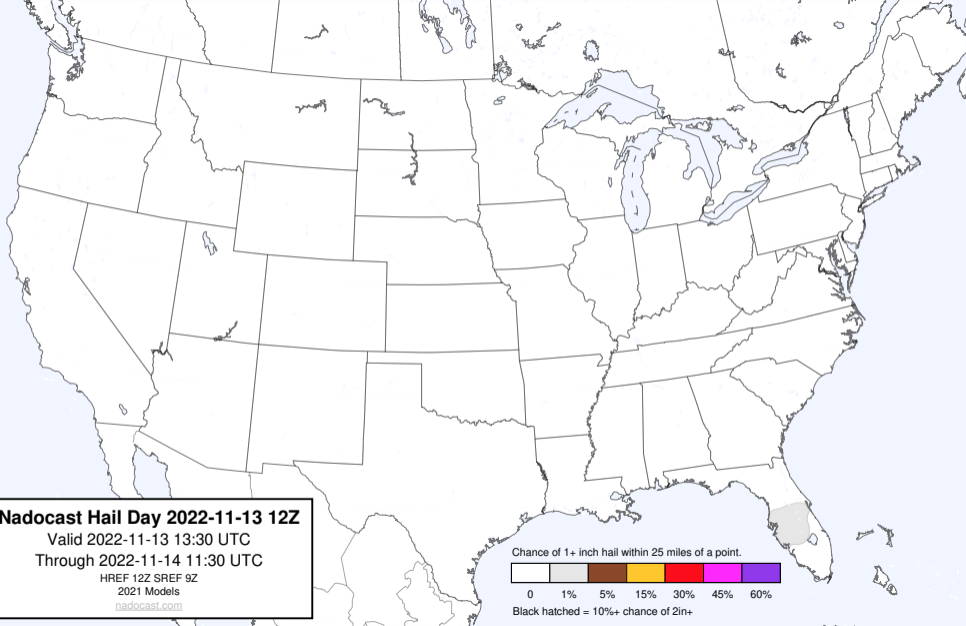 Nadocast Hail Day 2022-11-13 12Z
Valid 2022-11-13 13:30 UTC
Through 2022-11-14 11:30 UTC
HREF 12Z SREF 9Z
2021 Models
nadocast.com
Chance of 1+ inch hail within 25 miles of a point.
0 1% 5% 15% 30% 45% 60%
Black hatched = 10%+ chance of 2in+